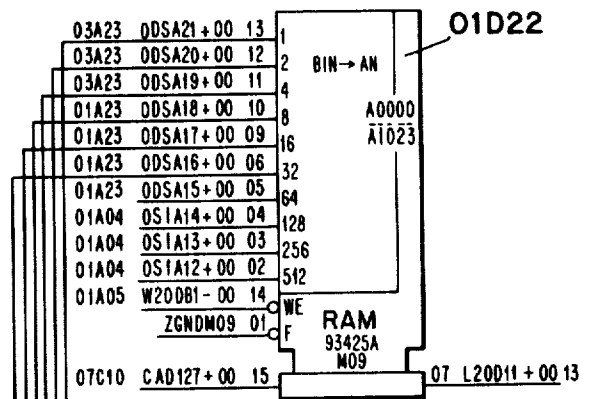 01D22
03A23 0DSA21+00 13 1
03A23 0DSA20+00 12 2
BIN→AN
03A23 0DSA19+00 11 4
01A23 0DSA18+00 10 8
A0000
A1023
01A23 0DSA17+00 09 16
01A23 0DSA16+00 06 32
01A23 0DSA15+00 05 64
01A04 0S1A14+00 04 128
01A04 0S1A13+00 03 256
01A04 0S1A12+00 02 512
01A05 W20DB1-00 14 WE
ZGNDM09 01 F
RAM
93425A
M09
07C10 CAD127+00 15
07 L20D11+00 13